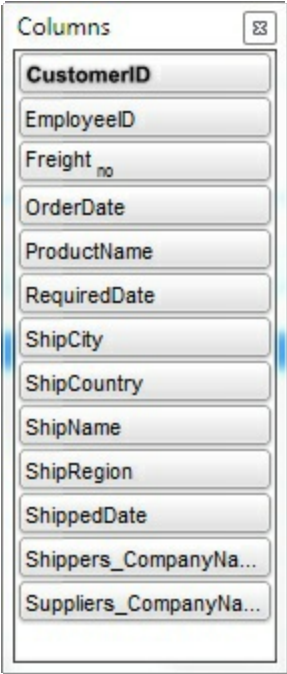 Columns
CustomerID
EmployeeID
Freight no
OrderDate
ProductName
RequiredDate
ShipCity
ShipCountry
ShipName
ShipRegion
ShippedDate
Shippers_CompanyNa...
Suppliers_CompanyNa...